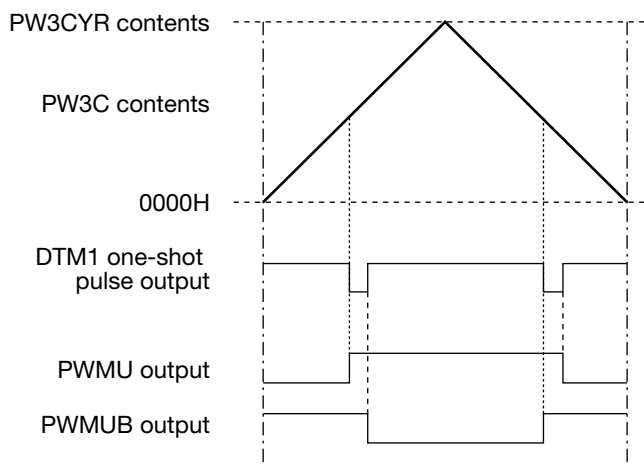 PW3CYR contents
PW3C contents
0000H
DTM1 one-shot
pulse output
PWMU output
PWMUB output